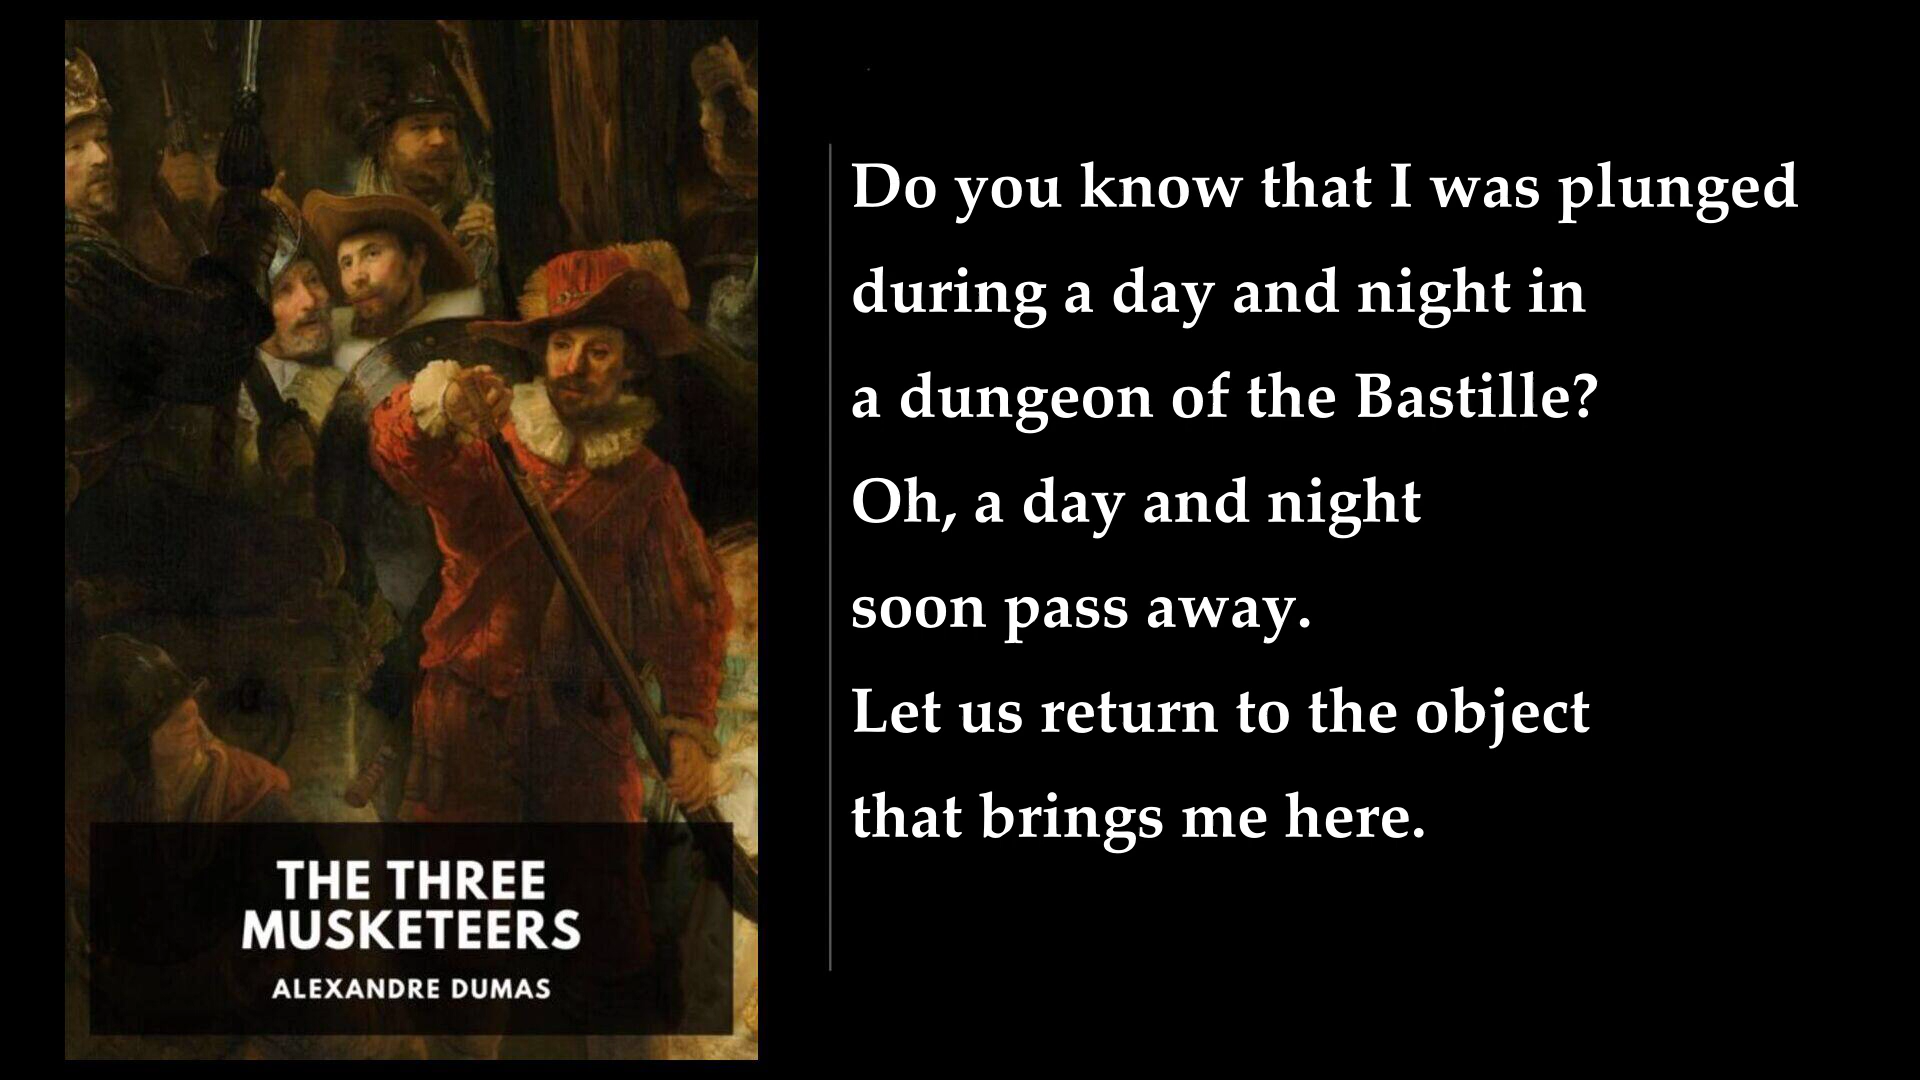 THE THREE
MUSKETEERS
ALEXANDRE DUMAS
Do you know that I was plunged
during a day and night in
a dungeon of the Bastille?
Oh, a day and night
soon pass away.
Let us return to the object
that brings me here.